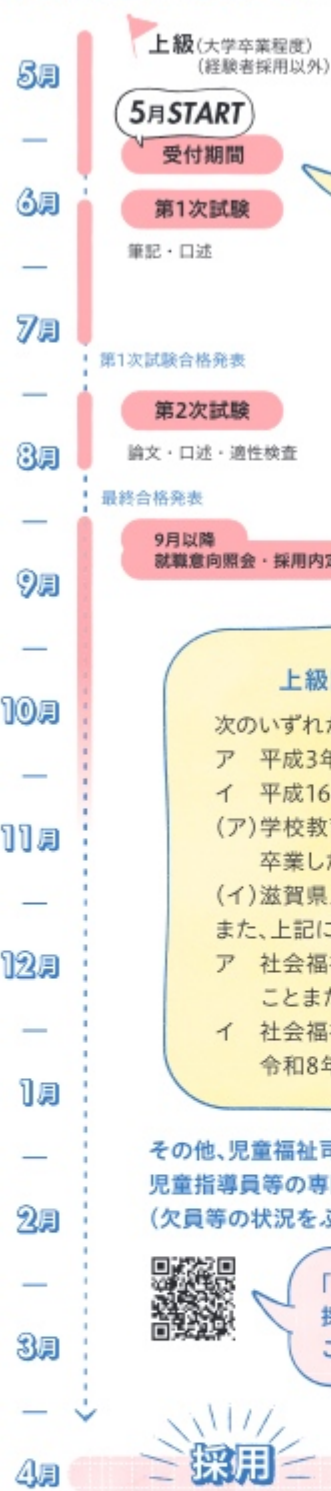 上級(大学卒業程度)
(経験者採用以外)
5月
5月START
受付期間
6月
第1次試験
筆記・口述
7月
第1次試験合格発表
第2次試験
8月
論文・口述・適性検査
最終合格発表
9月以降
就職意向照会・採用内定
9月
上級
10月
次のいずれか
ア 平成3年
イ 平成16
(ア)学校教
11月
卒業した
(イ)滋賀県
また、上記に
12月
ア 社会福
ことまた
イ 社会福
令和8年
1月
その他、児童福祉司
児童指導員等の専
2月
(欠員等の状況を
「
採
こ
3月
採用
4月